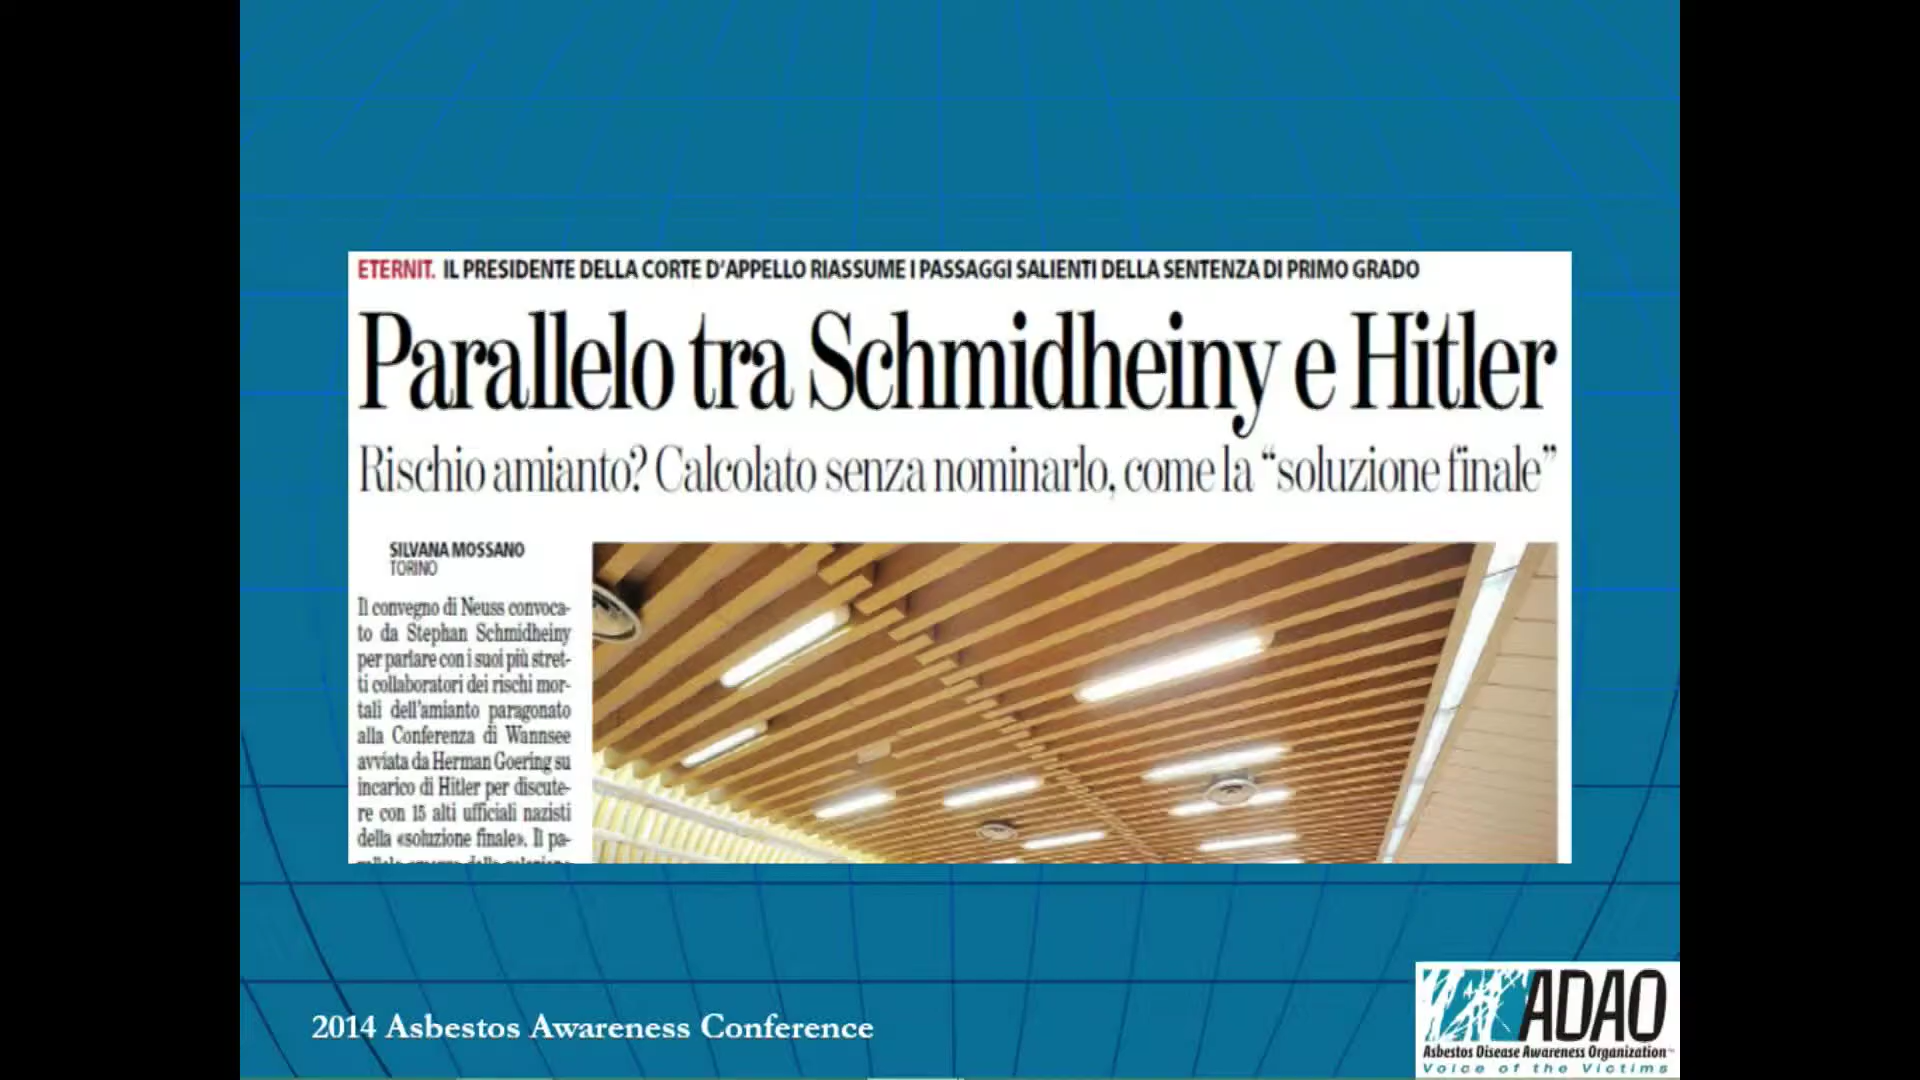 ETERNIT. IL PRESIDENTE DELLA CORTE D'APPELLO RIASSUME I PASSAGGI SALIENTI DELLA SENTENZA DI PRIMO GRADO
Parallelo tra Schmidheiny e Hitler
Rischio amianto? Calcolato senza nominarlo, come la “soluzione finale”
SILVANA MOSSANO
TORINO
Il convegno di Neuss convoca-
to da Stephan Schmidheiny
per parlare con i suoi più stret-
ti collaboratori dei rischi mor-
tali dell'amianto paragonato
alla Conferenza di Wannsee
avviata da Herman Goering su
incarico di Hitler per discute-
re con 15 alti ufficiali nazisti
della «soluzione finale». Il pa-
2014 Asbestos Awareness Conference
ADAO
Asbestos Disease Awareness Organization
Voice of the Victims